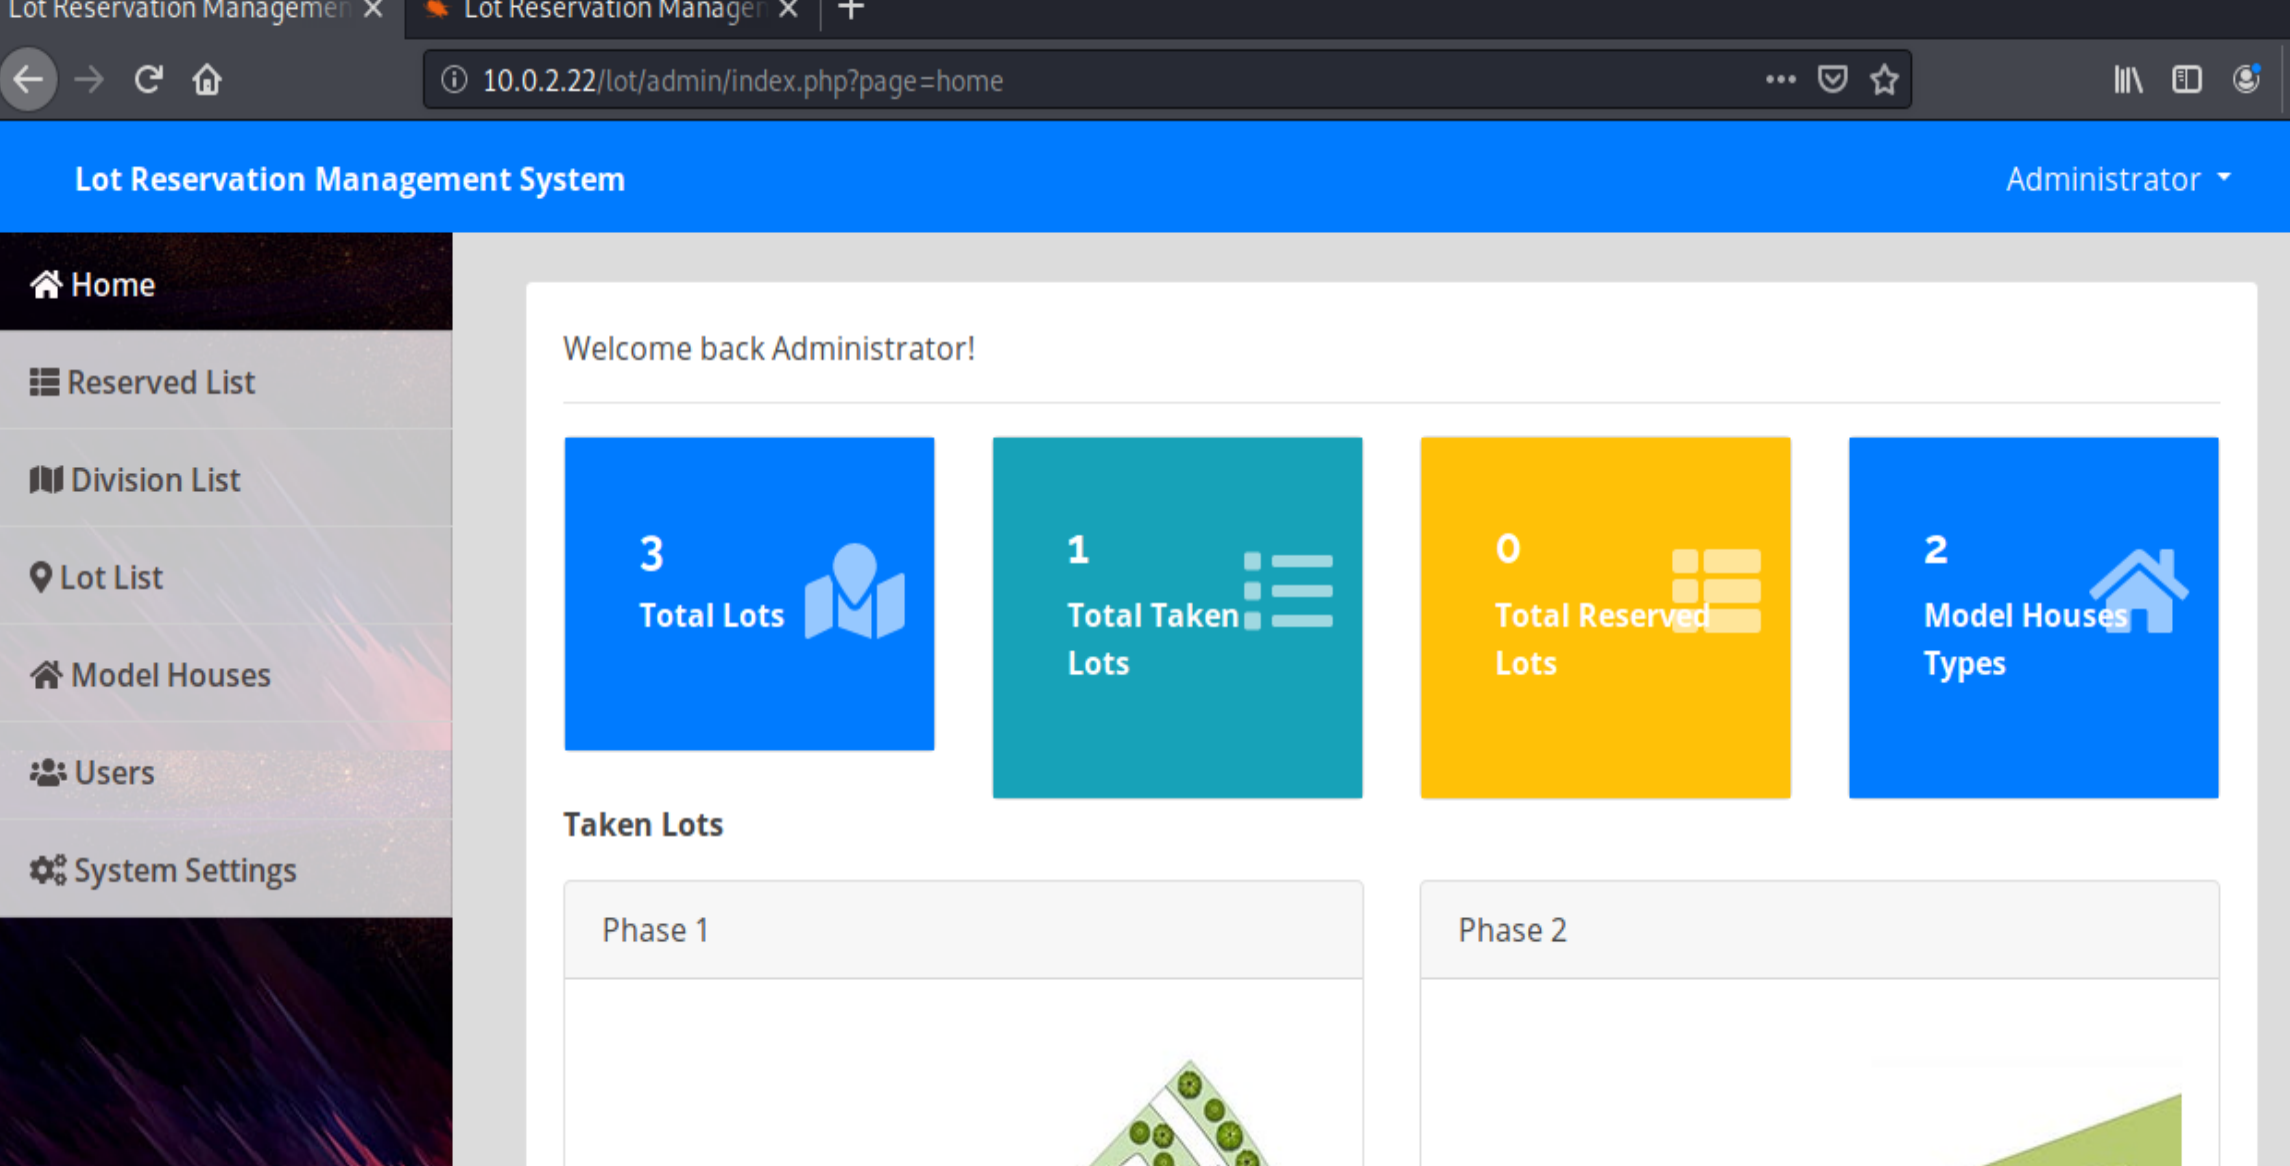 Lot Reservation Managemen
Lot Reservation Managen
10.0.2.22/lot/admin/index.php?page=home
Lot Reservation Management System
Administrator
Home
Reserved List
Division List
Lot List
Model Houses
Users
System Settings
Welcome back Administrator!
3
Total Lots
1
Total Taken
Lots
0
Total Reserved
Lots
2
Model Houses
Types
Taken Lots
Phase 1
Phase 2